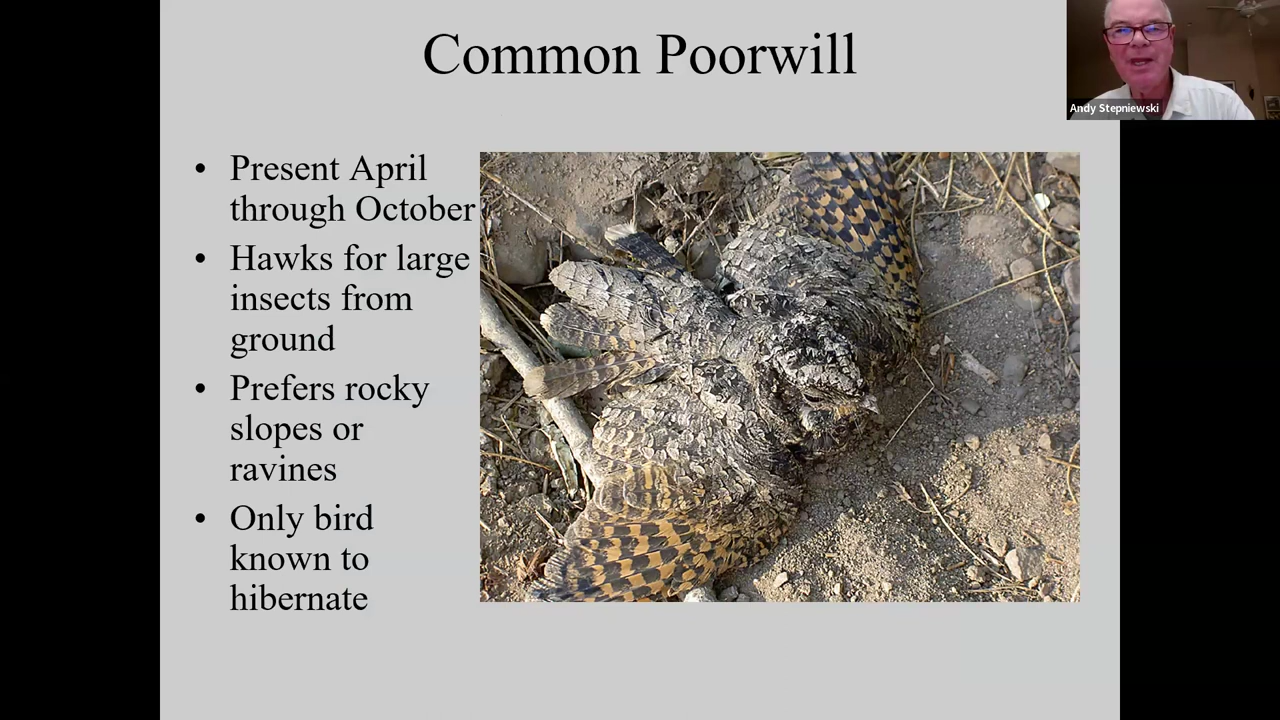 Common Poorwill
Andy Stepniewski
• Present April
through October
• Hawks for large
insects from
ground
• Prefers rocky
slopes or
ravines
• Only bird
known to
hibernate